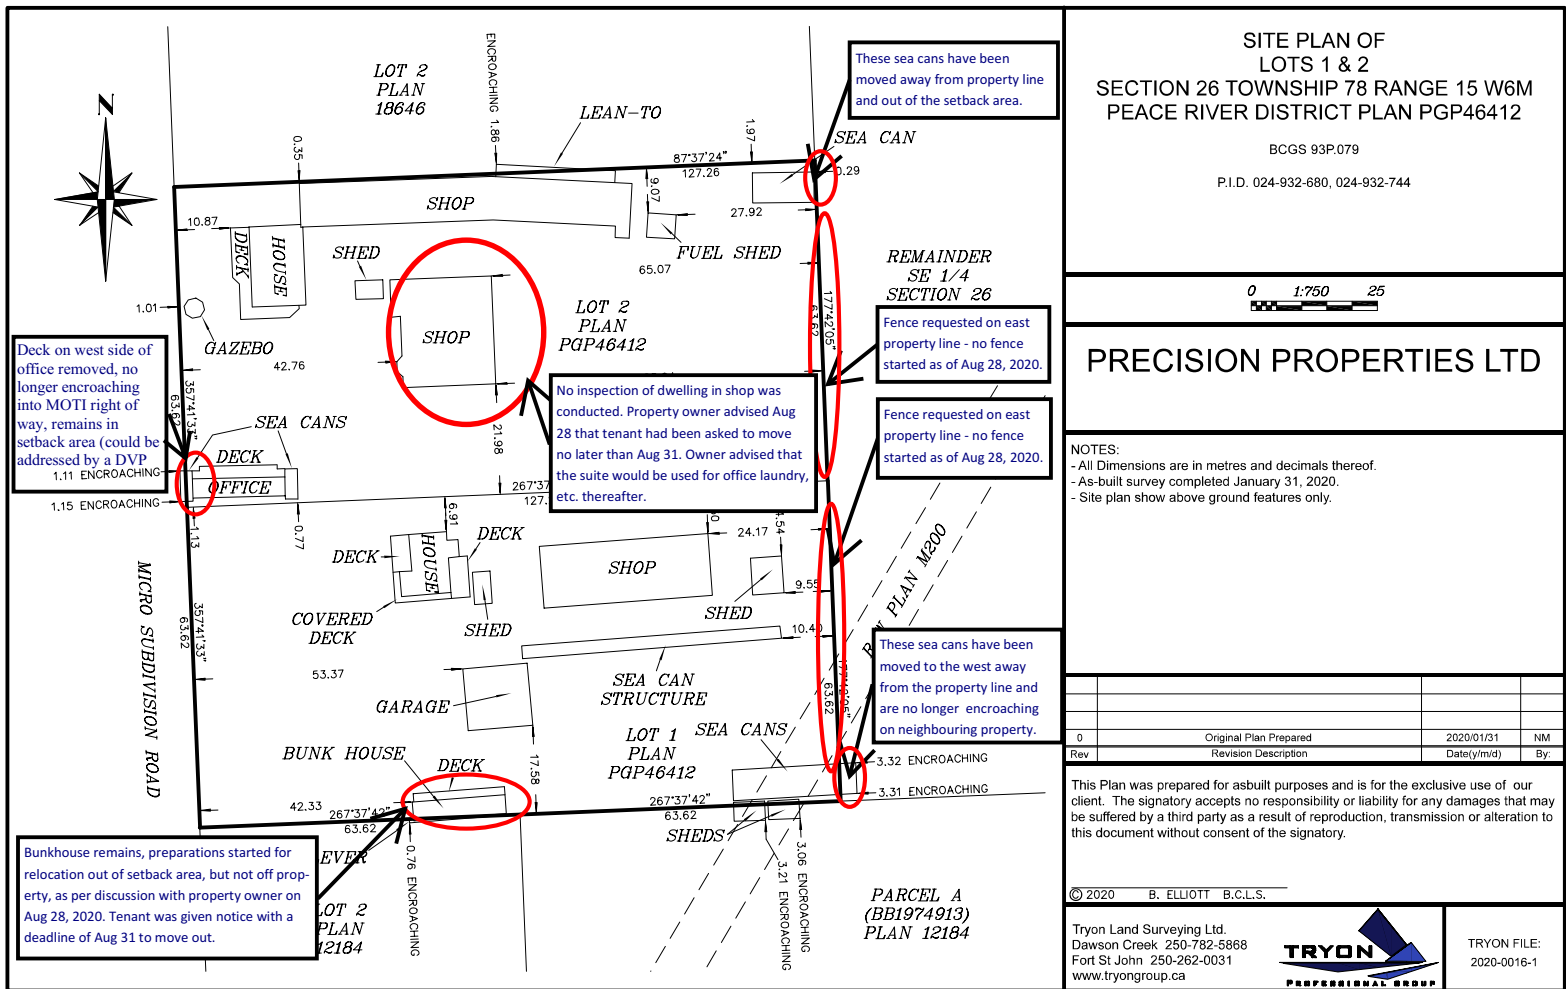 SITE PLAN OF
LOTS 1 & 2
SECTION 26 TOWNSHIP 78 RANGE 15 W6M
PEACE RIVER DISTRICT PLAN PGP46412
BCGS 93P.079
P.I.D. 024-932-680, 024-932-744
0 1:750 25
PRECISION PROPERTIES LTD
NOTES:
- All Dimensions are in metres and decimals thereof.
- As-built survey completed January 31, 2020.
- Site plan show above ground features only.
0 Original Plan Prepared 2020/01/31 NM
Rev Revision Description Date(y/m/d) By:
This Plan was prepared for asbuilt purposes and is for the exclusive use of our
client. The signatory accepts no responsibility or liability for any damages that may
be suffered by a third party as a result of reproduction, transmission or alteration to
this document without consent of the signatory.
© 2020 B. ELLIOTT B.C.L.S.
Tryon Land Surveying Ltd.
Dawson Creek 250-782-5868
Fort St John 250-262-0031
www.tryongroup.ca
TRYON
PROFESSIONAL GROUP
TRYON FILE:
2020-0016-1
N
LOT 2
PLAN
18646
ENCROACHING 1.86
LEAN-TO
0.35
1.97
87°37'24"
127.26
SEA CAN
0.29
These sea cans have been
moved away from property line
and out of the setback area.
SHOP
9.07
27.92
10.87
DECK
HOUSE
SHED
FUEL SHED
65.07
REMAINDER
SE 1/4
SECTION 26
1.01
GAZEBO
SHOP
LOT 2
PLAN
PGP46412
177°42'05"
63.62
42.76
Fence requested on east
property line - no fence
started as of Aug 28, 2020.
Deck on west side of
office removed, no
longer encroaching
into MOTI right of
way, remains in
setback area (could be
addressed by a DVP
357°41'33"
63.62
SEA CANS
DECK
OFFICE
1.11 ENCROACHING
1.15 ENCROACHING
1.13
0.77
21.98
No inspection of dwelling in shop was
conducted. Property owner advised Aug
28 that tenant had been asked to move
no later than Aug 31. Owner advised that
the suite would be used for office laundry,
etc. thereafter.
Fence requested on east
property line - no fence
started as of Aug 28, 2020.
267°37
127.
6.91
DECK
DECK
HOUSE
COVERED
DECK
SHED
SHOP
24.17
SHED
9.55
10.40
PLAN M200
MICRO SUBDIVISION ROAD
357°41'33"
63.62
53.37
GARAGE
SEA CAN
STRUCTURE
63.62
These sea cans have been
moved to the west away
from the property line and
are no longer encroaching
on neighbouring property.
BUNK HOUSE
DECK
17.58
LOT 1
PLAN
PGP46412
SEA CANS
3.32 ENCROACHING
3.31 ENCROACHING
42.33
267°37'42"
63.62
267°37'42"
63.62
SHEDS
0.76 ENCROACHING
3.21 ENCROACHING
3.06 ENCROACHING
Bunkhouse remains, preparations started for
relocation out of setback area, but not off prop-
erty, as per discussion with property owner on
Aug 28, 2020. Tenant was given notice with a
deadline of Aug 31 to move out.
EVER
LOT 2
PLAN
12184
PARCEL A
(BB1974913)
PLAN 12184